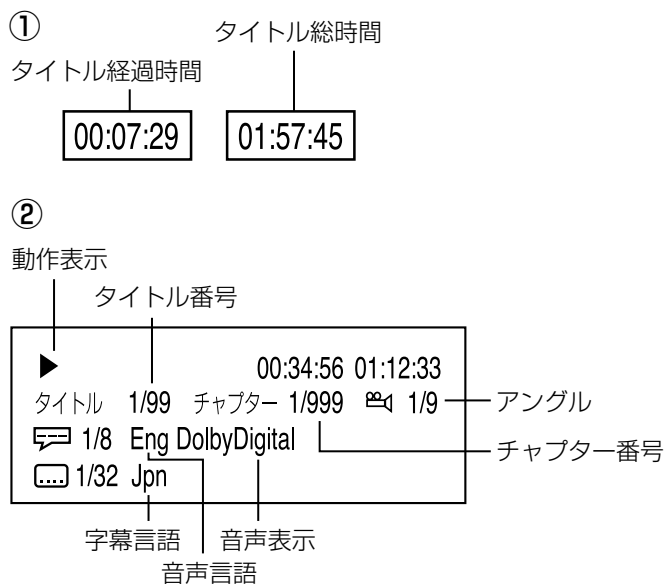 ①
タイトル総時間
タイトル経過時間
00:07:29 01:57:45
②
動作表示
タイトル番号
00:34:56 01:12:33
タイトル 1/99 チャプター 1/999 1/9
アングル
1/8 Eng DolbyDigital
チャプター番号
1/32 Jpn
字幕言語 音声表示
音声言語